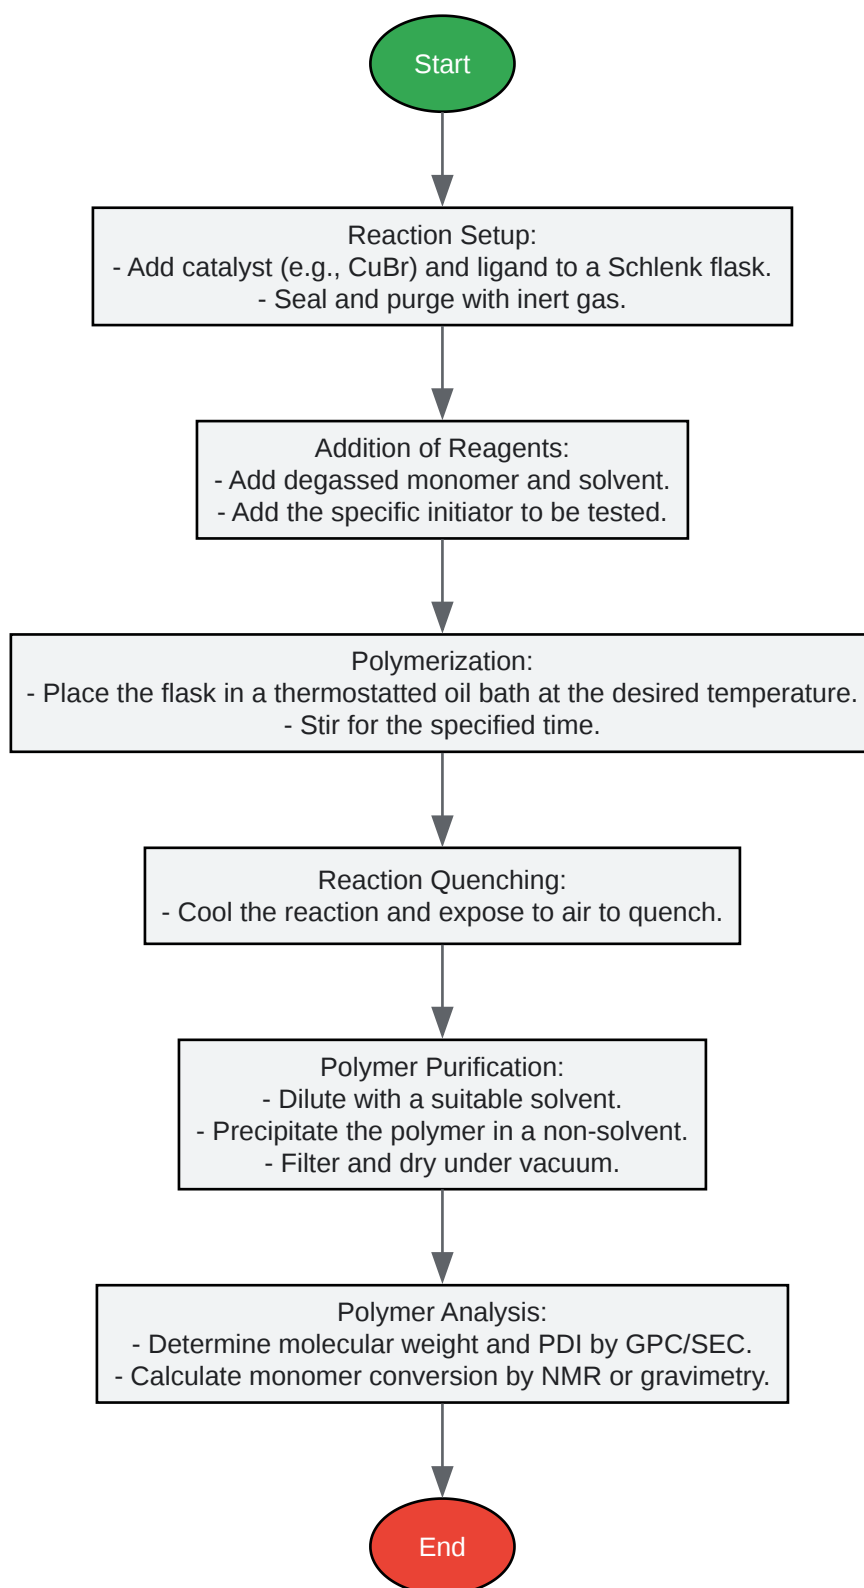 Start
Reaction Setup:
- Add catalyst (e.g., CuBr) and ligand to a Schlenk flask.
- Seal and purge with inert gas.
Addition of Reagents:
- Add degassed monomer and solvent.
- Add the specific initiator to be tested.
Polymerization:
- Place the flask in a thermostatted oil bath at the desired temperature.
- Stir for the specified time.
Reaction Quenching:
- Cool the reaction and expose to air to quench.
Polymer Purification:
- Dilute with a suitable solvent.
- Precipitate the polymer in a non-solvent.
- Filter and dry under vacuum.
Polymer Analysis:
- Determine molecular weight and PDI by GPC/SEC.
- Calculate monomer conversion by NMR or gravimetry.
End